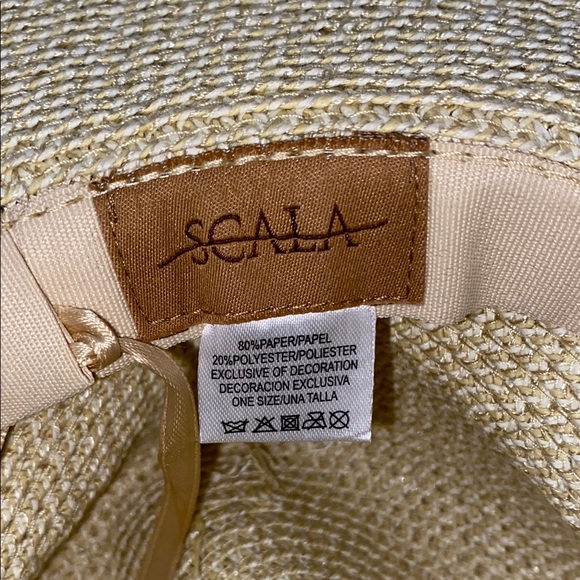 SCALA
80%PAPER/PAPEL
20%POLYESTER/POLIESTER
EXCLUSIVE OF DECORATION
DECORACION EXCLUSIVA
ONE SIZE/UNA TALLA